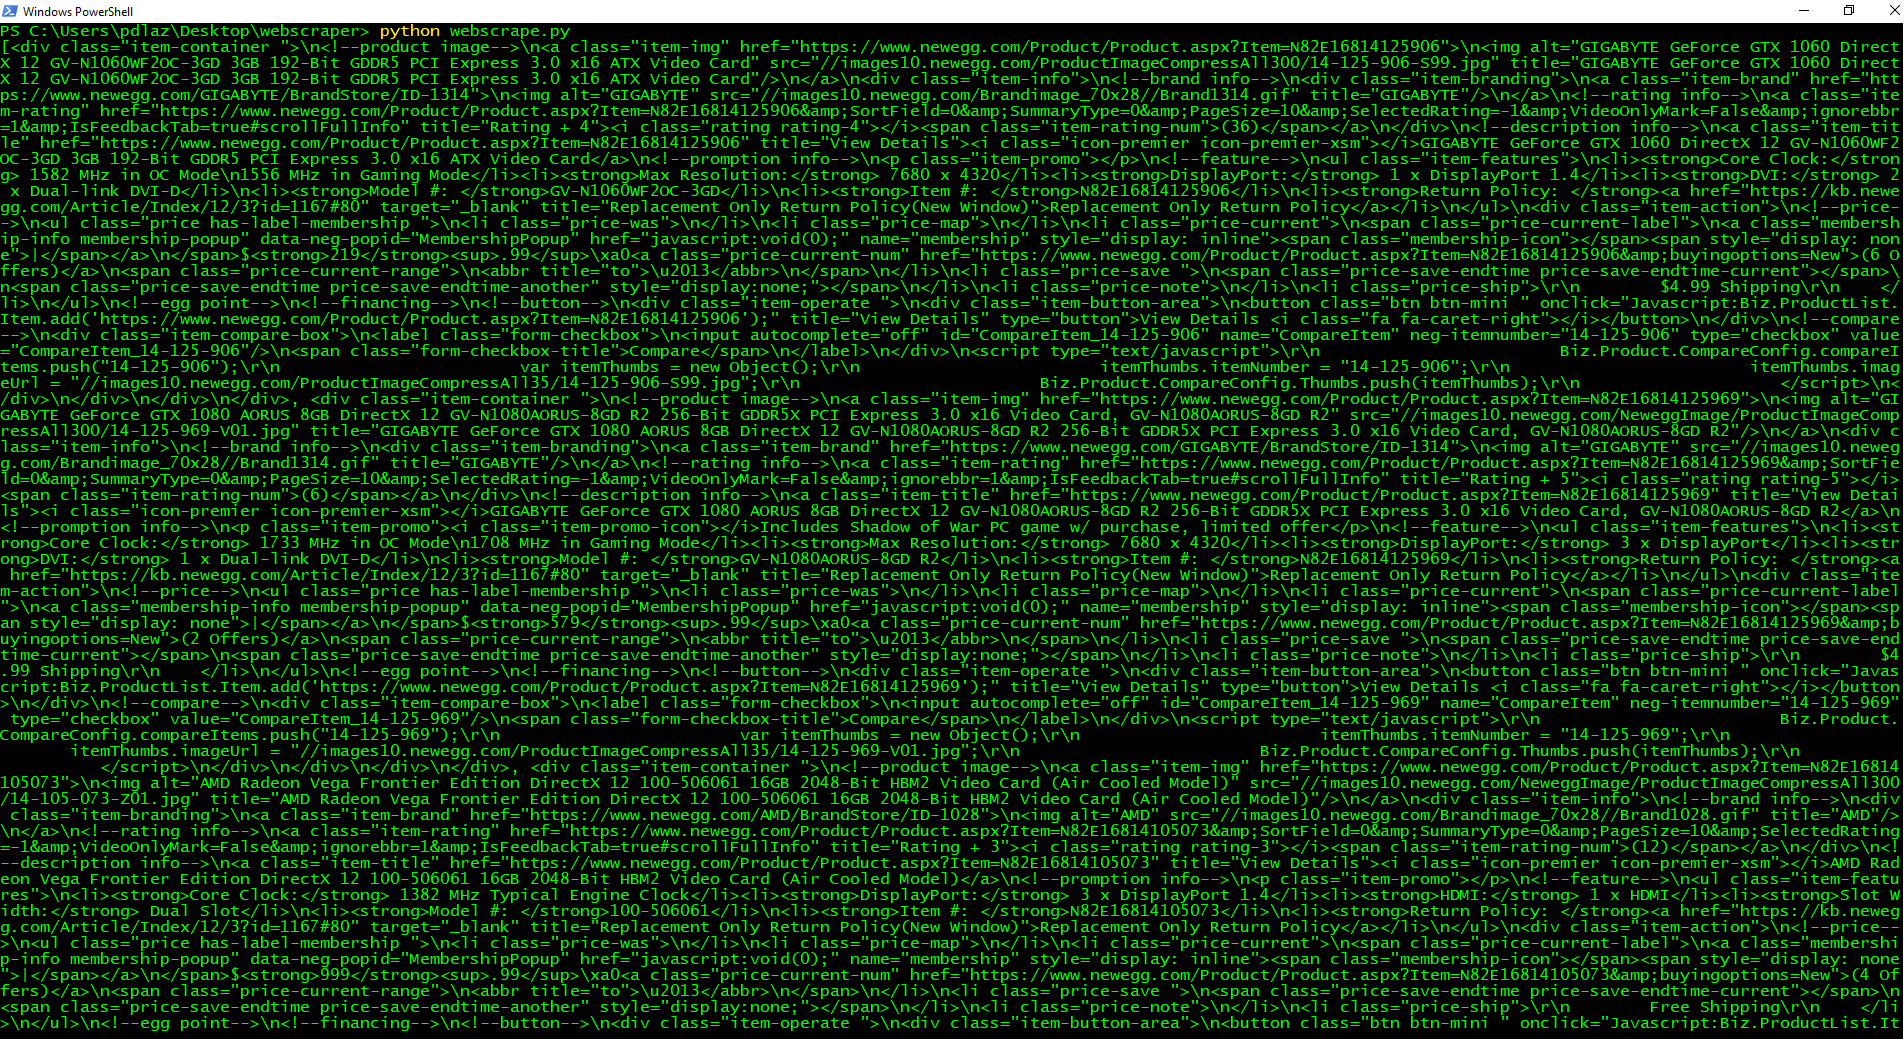 Windows PowerShell
PS C:\Users\pdlaz\Desktop\webscraper> python webscrape.py
[<div class="item-container ">\n<!--product image-->\n<a class="item-img" href="https://www.newegg.com/Product/Product.aspx?Item=N82E16814125906">\n<img alt="GIGABYTE GeForce GTX 1060 Direct
X 12 GV-N1060WF2OC-3GD 3GB 192-Bit GDDR5 PCI Express 3.0 x16 ATX Video Card" src="//images10.newegg.com/ProductImageCompressAll300/14-125-906-S99.jpg" title="GIGABYTE GeForce GTX 1060 Direct
X 12 GV-N1060WF2OC-3GD 3GB 192-Bit GDDR5 PCI Express 3.0 x16 ATX Video Card"/>\n</a>\n<div class="item-info">\n<!--brand info-->\n<div class="item-branding">\n<a class="item-brand" href="htt
ps://www.newegg.com/GIGABYTE/BrandStore/ID-1314">\n<img alt="GIGABYTE" src="//images10.newegg.com/Brandimage_70x28//Brand1314.gif" title="GIGABYTE"/>\n</a>\n<!--rating info-->\n<a class="ite
m-rating" href="https://www.newegg.com/Product/Product.aspx?Item=N82E16814125906&amp;SortField=0&amp;SummaryType=0&amp;PageSize=10&amp;SelectedRating=-1&amp;VideoOnlyMark=False&amp;ignorebbr
=1&amp;IsFeedbackTab=true#scrollFullInfo" title="Rating + 4"><i class="rating rating-4"></i><span class="item-rating-num">(36)</span></a>\n</div>\n<!--description info-->\n<a class="item-tit
le" href="https://www.newegg.com/Product/Product.aspx?Item=N82E16814125906" title="View Details"><i class="icon-premier icon-premier-xsm"></i>GIGABYTE GeForce GTX 1060 DirectX 12 GV-N1060WF2
OC-3GD 3GB 192-Bit GDDR5 PCI Express 3.0 x16 ATX Video Card</a>\n<!--promption info-->\n<p class="item-promo"></p>\n<!--feature-->\n<ul class="item-features">\n<li><strong>Core Clock:</stron
g> 1582 MHz in OC Mode\n1556 MHz in Gaming Mode</li><li><strong>Max Resolution:</strong> 7680 x 4320</li><li><strong>DisplayPort:</strong> 1 x DisplayPort 1.4</li><li><strong>DVI:</strong> 2
 x Dual-link DVI-D</li>\n<li><strong>Model #: </strong>GV-N1060WF2OC-3GD</li>\n<li><strong>Item #: </strong>N82E16814125906</li>\n<li><strong>Return Policy: </strong><a href="https://kb.new
egg.com/Article/Index/12/3?id=1167#80" target="_blank" title="Replacement Only Return Policy(New Window)">Replacement Only Return Policy</a></li>\n</ul>\n<div class="item-action">\n<!--price-
->\n<ul class="price has-label-membership ">\n<li class="price-was">\n</li>\n<li class="price-map">\n</li>\n<li class="price-current">\n<span class="price-current-label">\n<a class="members
hip-info membership-popup" data-neg-popid="MembershipPopup" href="javascript:void(0);" name="membership" style="display: inline"><span class="membership-icon"></span><span style="display: non
e">|</span></a>\n</span>$<strong>219</strong><sup>.99</sup>\xa0<a class="price-current-num" href="https://www.newegg.com/Product/Product.aspx?Item=N82E16814125906&amp;buyingoptions=New">(6 O
ffers)</a>\n<span class="price-current-range">\n<abbr title="to">\u2013</abbr>\n</span>\n</li>\n<li class="price-save ">\n<span class="price-save-endtime price-save-endtime-current"></span>\
n<span class="price-save-endtime price-save-endtime-another" style="display:none;"></span>\n</li>\n<li class="price-note">\n</li>\n<li class="price-ship">\r\n        $4.99 Shipping\r\n    </
li>\n</ul>\n<!--egg point-->\n<!--financing-->\n<!--button-->\n<div class="item-operate ">\n<div class="item-button-area">\n<button class="btn btn-mini " onclick="Javascript:Biz.ProductList.
Item.add('https://www.newegg.com/Product/Product.aspx?Item=N82E16814125906');" title="View Details" type="button">View Details <i class="fa fa-caret-right"></i></button>\n</div>\n<!--compare
-->\n<div class="item-compare-box">\n<label class="form-checkbox">\n<input autocomplete="off" id="CompareItem_14-125-906" name="CompareItem" neg-itemnumber="14-125-906" type="checkbox" value
="CompareItem_14-125-906"/>\n<span class="form-checkbox-title">Compare</span>\n</label>\n</div>\n<script type="text/javascript">\r\n                        Biz.Product.CompareConfig.compareI
tems.push("14-125-906");\r\n                        var itemThumbs = new Object();\r\n                        itemThumbs.itemNumber = "14-125-906";\r\n                        itemThumbs.imag
eUrl = "//images10.newegg.com/ProductImageCompressAll35/14-125-906-S99.jpg";\r\n                        Biz.Product.CompareConfig.Thumbs.push(itemThumbs);\r\n                    </script>\n<
/div>\n</div>\n</div>\n</div>, <div class="item-container ">\n<!--product image-->\n<a class="item-img" href="https://www.newegg.com/Product/Product.aspx?Item=N82E16814125969">\n<img alt="GI
GABYTE GeForce GTX 1080 AORUS 8GB DirectX 12 GV-N1080AORUS-8GD R2 256-Bit GDDR5X PCI Express 3.0 x16 Video Card, GV-N1080AORUS-8GD R2" src="//images10.newegg.com/NeweggImage/ProductImageComp
ressAll300/14-125-969-V01.jpg" title="GIGABYTE GeForce GTX 1080 AORUS 8GB DirectX 12 GV-N1080AORUS-8GD R2 256-Bit GDDR5X PCI Express 3.0 x16 Video Card, GV-N1080AORUS-8GD R2"/>\n</a>\n<div c
lass="item-info">\n<!--brand info-->\n<div class="item-branding">\n<a class="item-brand" href="https://www.newegg.com/GIGABYTE/BrandStore/ID-1314">\n<img alt="GIGABYTE" src="//images10.neweg
g.com/Brandimage_70x28//Brand1314.gif" title="GIGABYTE"/>\n</a>\n<!--rating info-->\n<a class="item-rating" href="https://www.newegg.com/Product/Product.aspx?Item=N82E16814125969&amp;SortFie
ld=0&amp;SummaryType=0&amp;PageSize=10&amp;SelectedRating=-1&amp;VideoOnlyMark=False&amp;ignorebbr=1&amp;IsFeedbackTab=true#scrollFullInfo" title="Rating + 5"><i class="rating rating-5"></i>
<span class="item-rating-num">(6)</span></a>\n</div>\n<!--description info-->\n<a class="item-title" href="https://www.newegg.com/Product/Product.aspx?Item=N82E16814125969" title="View Detai
ls"><i class="icon-premier icon-premier-xsm"></i>GIGABYTE GeForce GTX 1080 AORUS 8GB DirectX 12 GV-N1080AORUS-8GD R2 256-Bit GDDR5X PCI Express 3.0 x16 Video Card, GV-N1080AORUS-8GD R2</a>\n
<!--promption info-->\n<p class="item-promo"><i class="item-promo-icon"></i>Includes Shadow of War PC game w/ purchase, limited offer</p>\n<!--feature-->\n<ul class="item-features">\n<li><st
rong>Core Clock:</strong> 1733 MHz in OC Mode\n1708 MHz in Gaming Mode</li><li><strong>Max Resolution:</strong> 7680 x 4320</li><li><strong>DisplayPort:</strong> 3 x DisplayPort</li><li><str
ong>DVI:</strong> 1 x Dual-link DVI-D</li>\n<li><strong>Model #: </strong>GV-N1080AORUS-8GD R2</li>\n<li><strong>Item #: </strong>N82E16814125969</li>\n<li><strong>Return Policy: </strong><a
 href="https://kb.newegg.com/Article/Index/12/3?id=1167#80" target="_blank" title="Replacement Only Return Policy(New Window)">Replacement Only Return Policy</a></li>\n</ul>\n<div class="ite
m-action">\n<!--price-->\n<ul class="price has-label-membership ">\n<li class="price-was">\n</li>\n<li class="price-map">\n</li>\n<li class="price-current">\n<span class="price-current-label
">\n<a class="membership-info membership-popup" data-neg-popid="MembershipPopup" href="javascript:void(0);" name="membership" style="display: inline"><span class="membership-icon"></span><sp
an style="display: none">|</span></a>\n</span>$<strong>579</strong><sup>.99</sup>\xa0<a class="price-current-num" href="https://www.newegg.com/Product/Product.aspx?Item=N82E16814125969&amp;b
uyingoptions=New">(2 Offers)</a>\n<span class="price-current-range">\n<abbr title="to">\u2013</abbr>\n</span>\n</li>\n<li class="price-save ">\n<span class="price-save-endtime price-save-end
time-current"></span>\n<span class="price-save-endtime price-save-endtime-another" style="display:none;"></span>\n</li>\n<li class="price-note">\n</li>\n<li class="price-ship">\r\n        $4
.99 Shipping\r\n    </li>\n</ul>\n<!--egg point-->\n<!--financing-->\n<!--button-->\n<div class="item-operate ">\n<div class="item-button-area">\n<button class="btn btn-mini " onclick="Javas
cript:Biz.ProductList.Item.add('https://www.newegg.com/Product/Product.aspx?Item=N82E16814125969');" title="View Details" type="button">View Details <i class="fa fa-caret-right"></i></button
>\n</div>\n<!--compare-->\n<div class="item-compare-box">\n<label class="form-checkbox">\n<input autocomplete="off" id="CompareItem_14-125-969" name="CompareItem" neg-itemnumber="14-125-969"
 type="checkbox" value="CompareItem_14-125-969"/>\n<span class="form-checkbox-title">Compare</span>\n</label>\n</div>\n<script type="text/javascript">\r\n                        Biz.Product.
CompareConfig.compareItems.push("14-125-969");\r\n                        var itemThumbs = new Object();\r\n                        itemThumbs.itemNumber = "14-125-969";\r\n
       itemThumbs.imageUrl = "//images10.newegg.com/ProductImageCompressAll35/14-125-969-V01.jpg";\r\n                        Biz.Product.CompareConfig.Thumbs.push(itemThumbs);\r\n
          </script>\n</div>\n</div>\n</div>\n</div>, <div class="item-container ">\n<!--product image-->\n<a class="item-img" href="https://www.newegg.com/Product/Product.aspx?Item=N82E16814
105073">\n<img alt="AMD Radeon Vega Frontier Edition DirectX 12 100-506061 16GB 2048-Bit HBM2 Video Card (Air Cooled Model)" src="//images10.newegg.com/NeweggImage/ProductImageCompressAll300
/14-105-073-Z01.jpg" title="AMD Radeon Vega Frontier Edition DirectX 12 100-506061 16GB 2048-Bit HBM2 Video Card (Air Cooled Model)"/>\n</a>\n<div class="item-info">\n<!--brand info-->\n<div
 class="item-branding">\n<a class="item-brand" href="https://www.newegg.com/AMD/BrandStore/ID-1028">\n<img alt="AMD" src="//images10.newegg.com/Brandimage_70x28//Brand1028.gif" title="AMD"/>
\n</a>\n<!--rating info-->\n<a class="item-rating" href="https://www.newegg.com/Product/Product.aspx?Item=N82E16814105073&amp;SortField=0&amp;SummaryType=0&amp;PageSize=10&amp;SelectedRating
=-1&amp;VideoOnlyMark=False&amp;ignorebbr=1&amp;IsFeedbackTab=true#scrollFullInfo" title="Rating + 3"><i class="rating rating-3"></i><span class="item-rating-num">(12)</span></a>\n</div>\n<!
--description info-->\n<a class="item-title" href="https://www.newegg.com/Product/Product.aspx?Item=N82E16814105073" title="View Details"><i class="icon-premier icon-premier-xsm"></i>AMD Rad
eon Vega Frontier Edition DirectX 12 100-506061 16GB 2048-Bit HBM2 Video Card (Air Cooled Model)</a>\n<!--promption info-->\n<p class="item-promo"></p>\n<!--feature-->\n<ul class="item-featu
res">\n<li><strong>Core Clock:</strong> 1382 MHz Typical Engine Clock</li><li><strong>DisplayPort:</strong> 3 x DisplayPort 1.4</li><li><strong>HDMI:</strong> 1 x HDMI</li><li><strong>Slot W
idth:</strong> Dual Slot</li>\n<li><strong>Model #: </strong>100-506061</li>\n<li><strong>Item #: </strong>N82E16814105073</li>\n<li><strong>Return Policy: </strong><a href="https://kb.neweg
g.com/Article/Index/12/3?id=1167#80" target="_blank" title="Replacement Only Return Policy(New Window)">Replacement Only Return Policy</a></li>\n</ul>\n<div class="item-action">\n<!--price--
>\n<ul class="price has-label-membership ">\n<li class="price-was">\n</li>\n<li class="price-map">\n</li>\n<li class="price-current">\n<span class="price-current-label">\n<a class="membershi
p-info membership-popup" data-neg-popid="MembershipPopup" href="javascript:void(0);" name="membership" style="display: inline"><span class="membership-icon"></span><span style="display: none
">|</span></a>\n</span>$<strong>999</strong><sup>.99</sup>\xa0<a class="price-current-num" href="https://www.newegg.com/Product/Product.aspx?Item=N82E16814105073&amp;buyingoptions=New">(4 Of
fers)</a>\n<span class="price-current-range">\n<abbr title="to">\u2013</abbr>\n</span>\n</li>\n<li class="price-save ">\n<span class="price-save-endtime price-save-endtime-current"></span>\n
<span class="price-save-endtime price-save-endtime-another" style="display:none;"></span>\n</li>\n<li class="price-note">\n</li>\n<li class="price-ship">\r\n        Free Shipping\r\n    </li
>\n</ul>\n<!--egg point-->\n<!--financing-->\n<!--button-->\n<div class="item-operate ">\n<div class="item-button-area">\n<button class="btn btn-mini " onclick="Javascript:Biz.ProductList.It